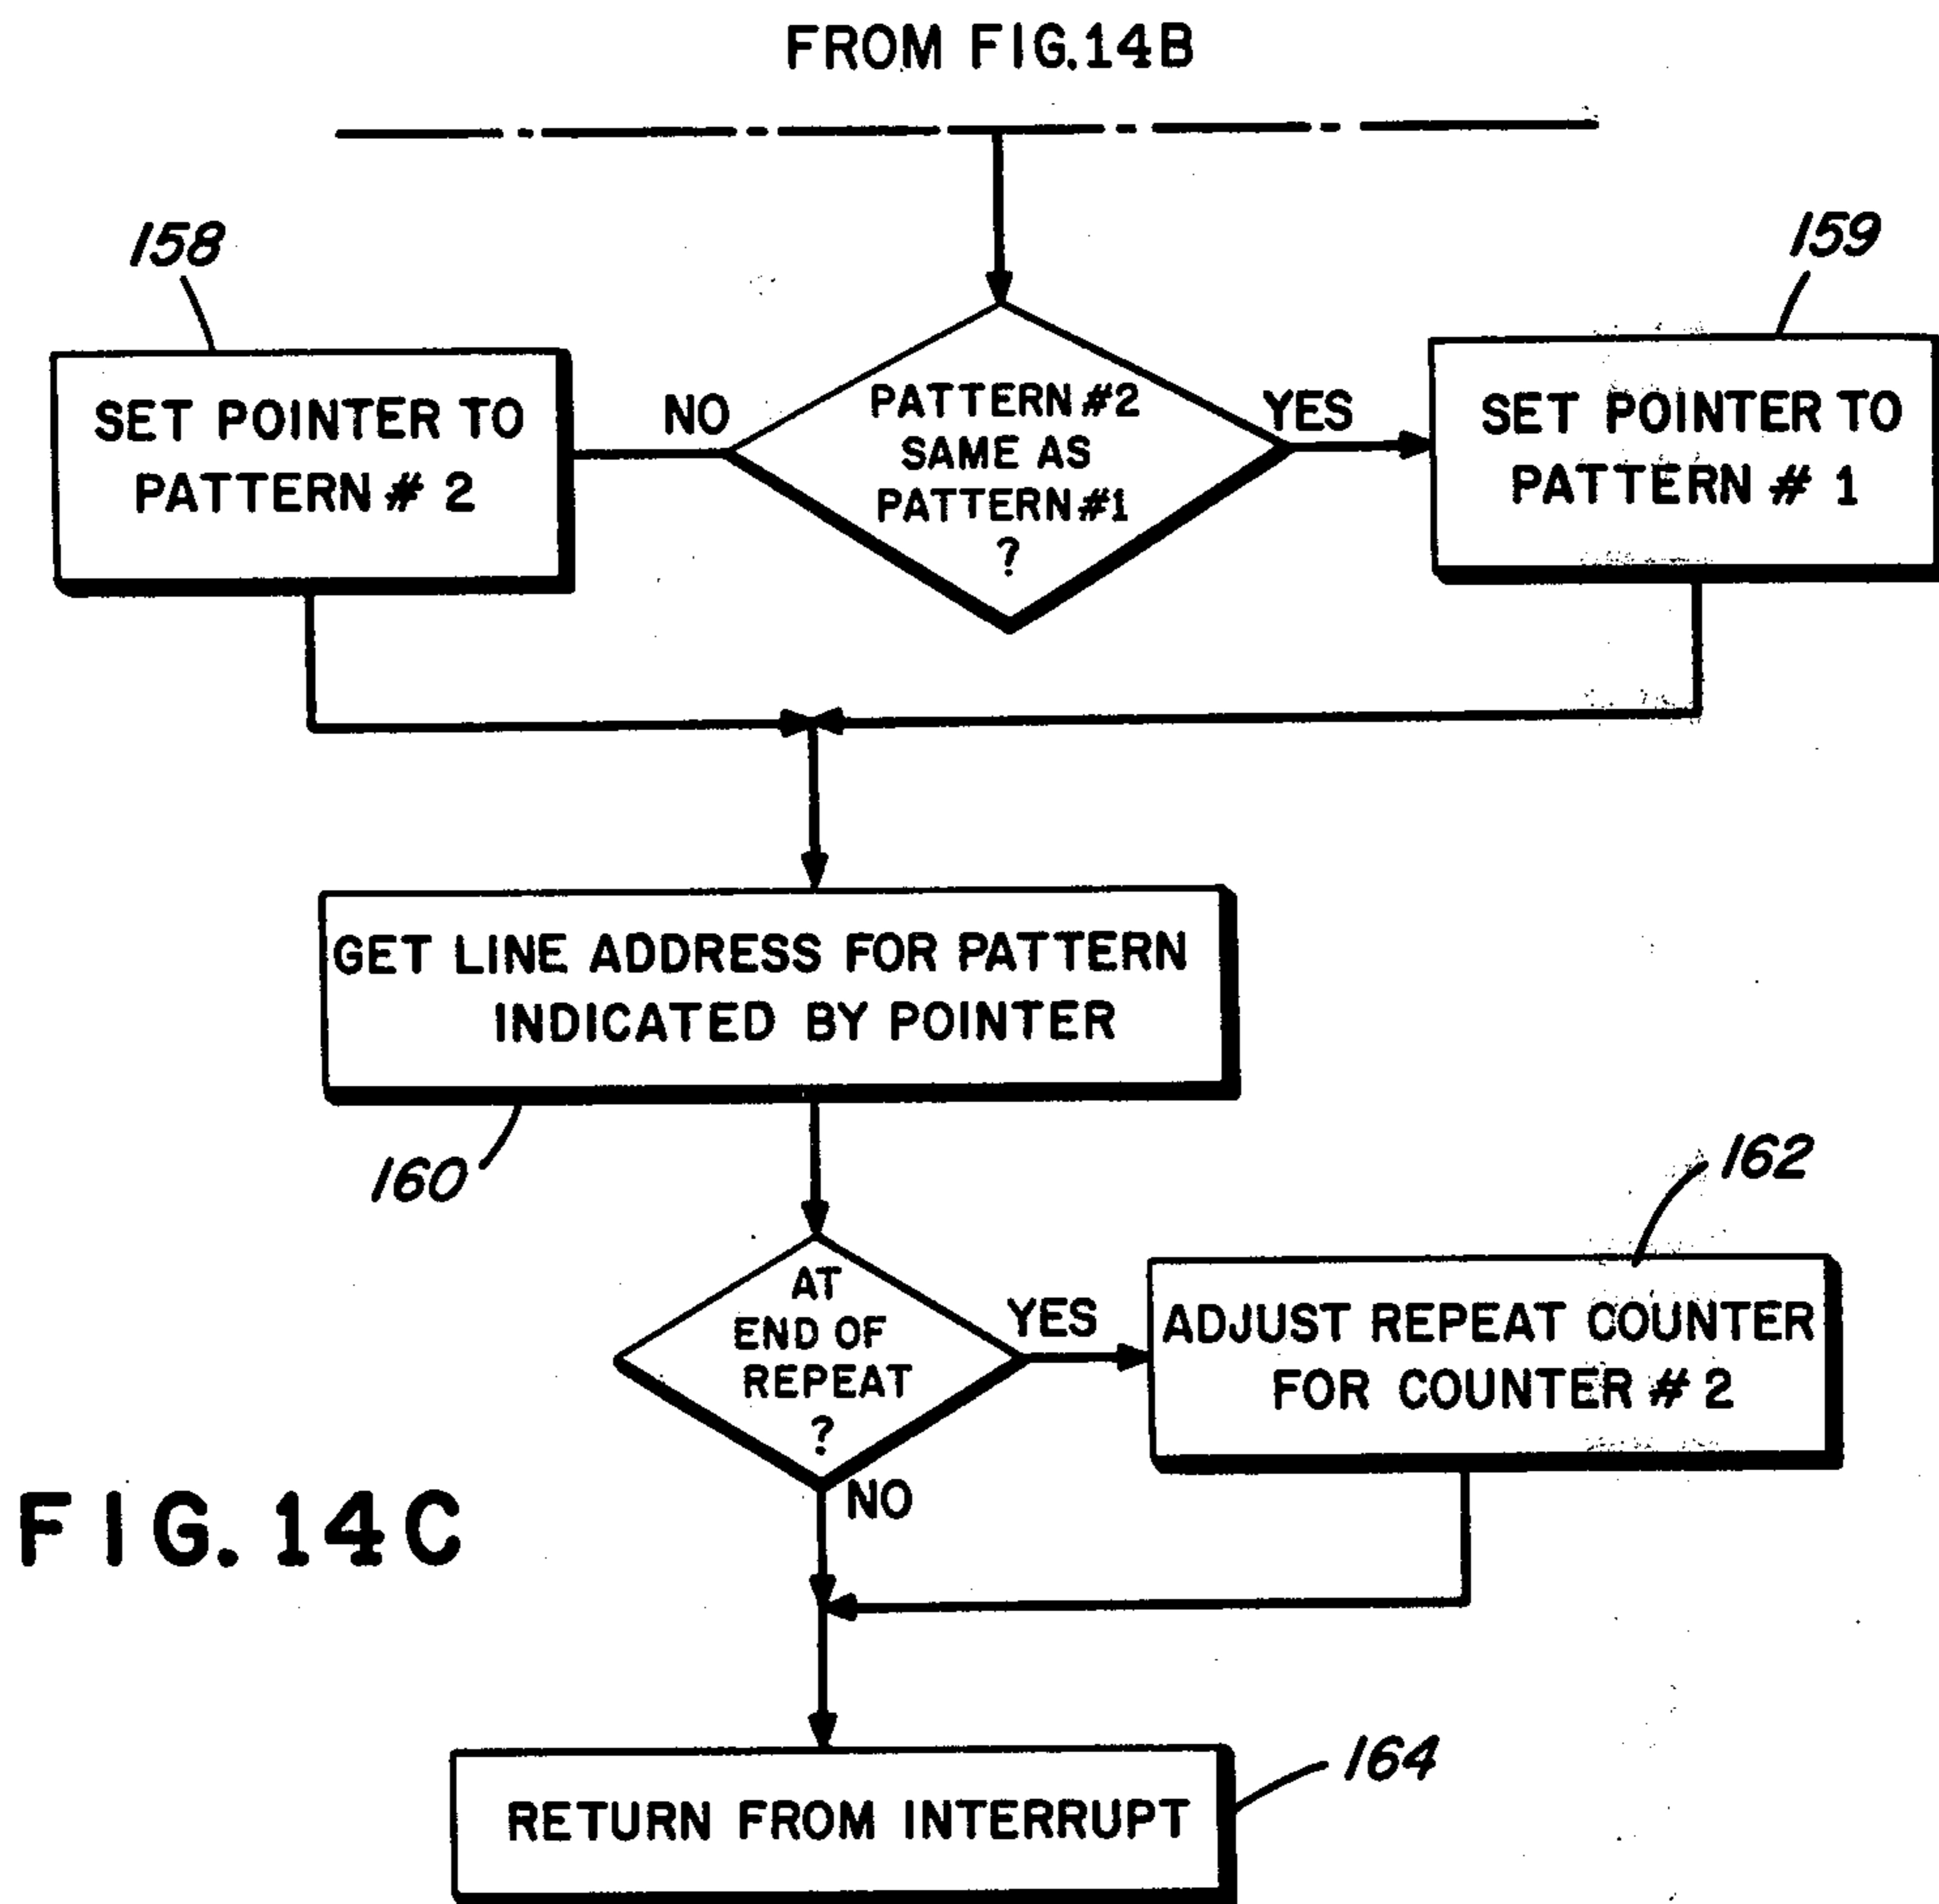 FROM FIG.14B
158
159
SET POINTER TO
PATTERN # 2
NO
PATTERN #2
SAME AS
PATTERN #1
?
YES
SET POINTER TO
PATTERN # 1
GET LINE ADDRESS FOR PATTERN
INDICATED BY POINTER
160
162
AT
END OF
REPEAT
?
YES
NO
ADJUST REPEAT COUNTER
FOR COUNTER # 2
FIG. 14C
164
RETURN FROM INTERRUPT